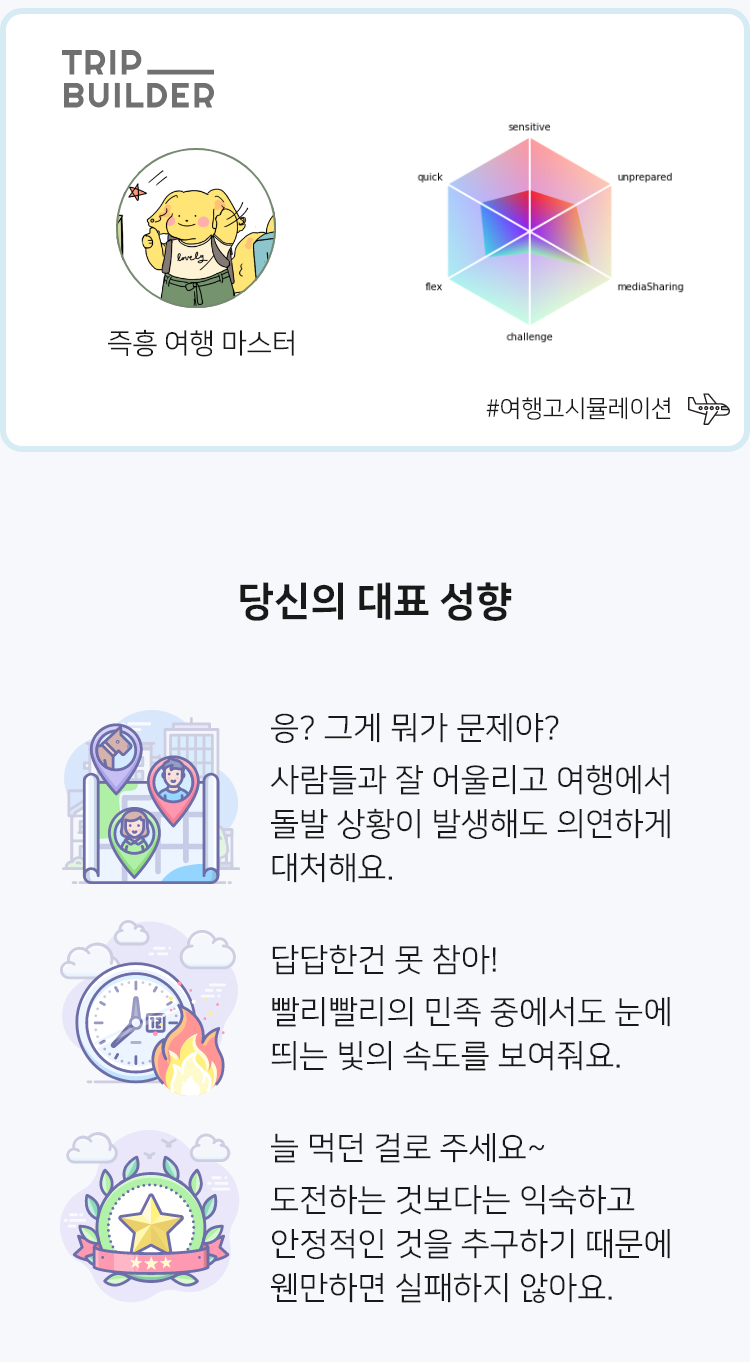 TRIP
BUILDER
sensitive
quick
unprepared
lovely
flex
mediaSharing
challenge
즉흥 여행 마스터
#여행고시뮬레이션
당신의 대표 성향
응? 그게 뭐가 문제야?
사람들과 잘 어울리고 여행에서
돌발 상황이 발생해도 의연하게
대처해요.
답답한건 못 참아!
빨리빨리의 민족 중에서도 눈에
띄는 빛의 속도를 보여줘요.
12
늘 먹던 걸로 주세요~
도전하는 것보다는 익숙하고
안정적인 것을 추구하기 때문에
웬만하면 실패하지 않아요.